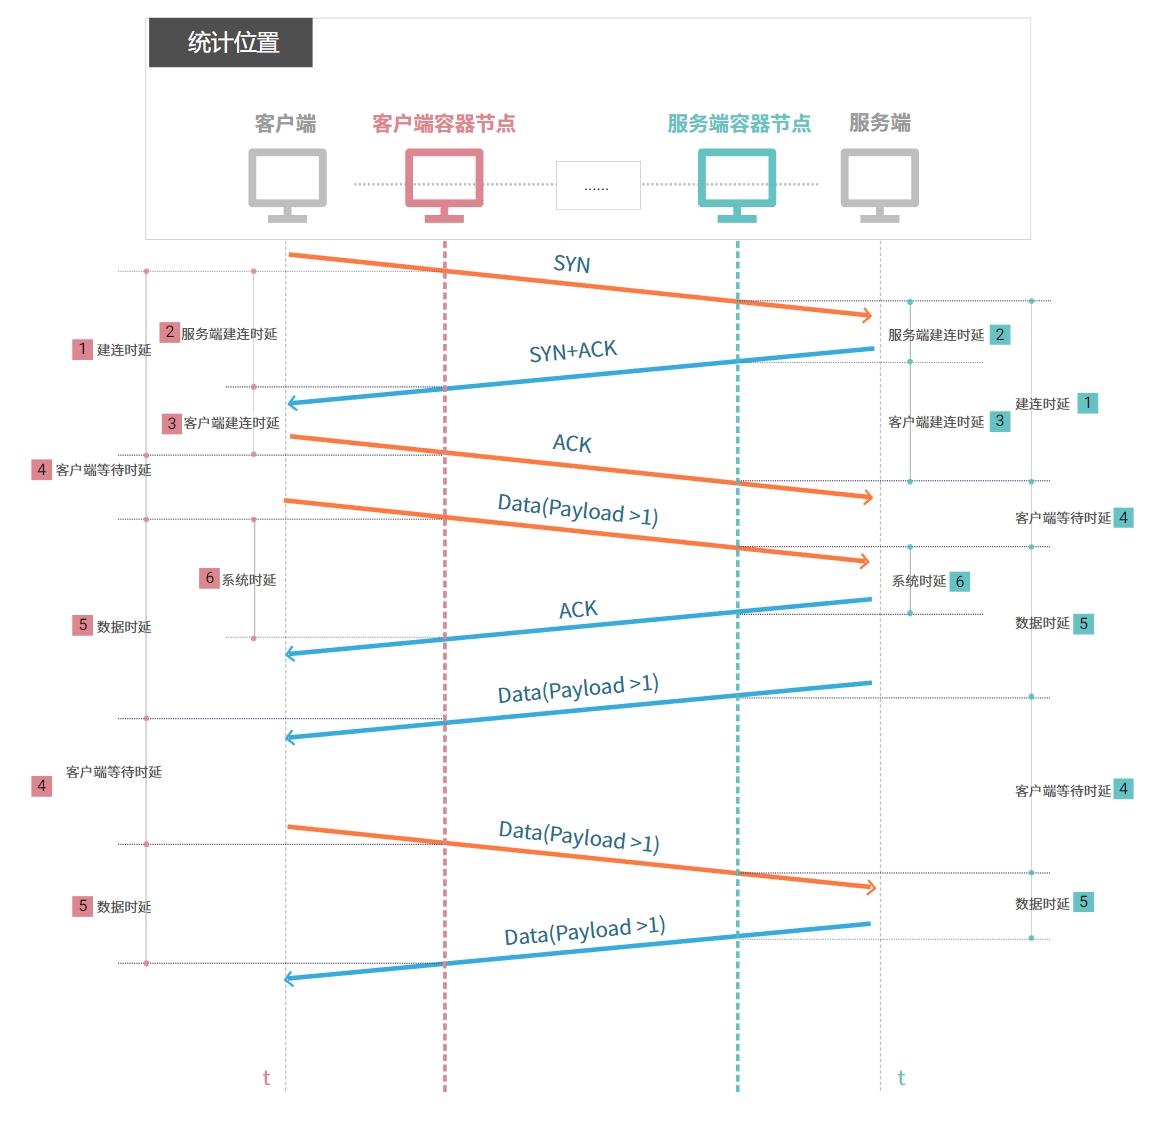 统计位置
客户端
客户端容器节点
服务端容器节点
服务端
......
SYN
2 服务端建连时延
服务端建连时延 2
1 建连时延
SYN+ACK
建连时延 1
3 客户端建连时延
客户端建连时延 3
ACK
4 客户端等待时延
Data(Payload >1)
客户端等待时延 4
6 系统时延
系统时延 6
ACK
5 数据时延
数据时延 5
Data(Payload >1)
客户端等待时延
4
客户端等待时延 4
Data(Payload >1)
5 数据时延
数据时延 5
Data(Payload >1)
t
t